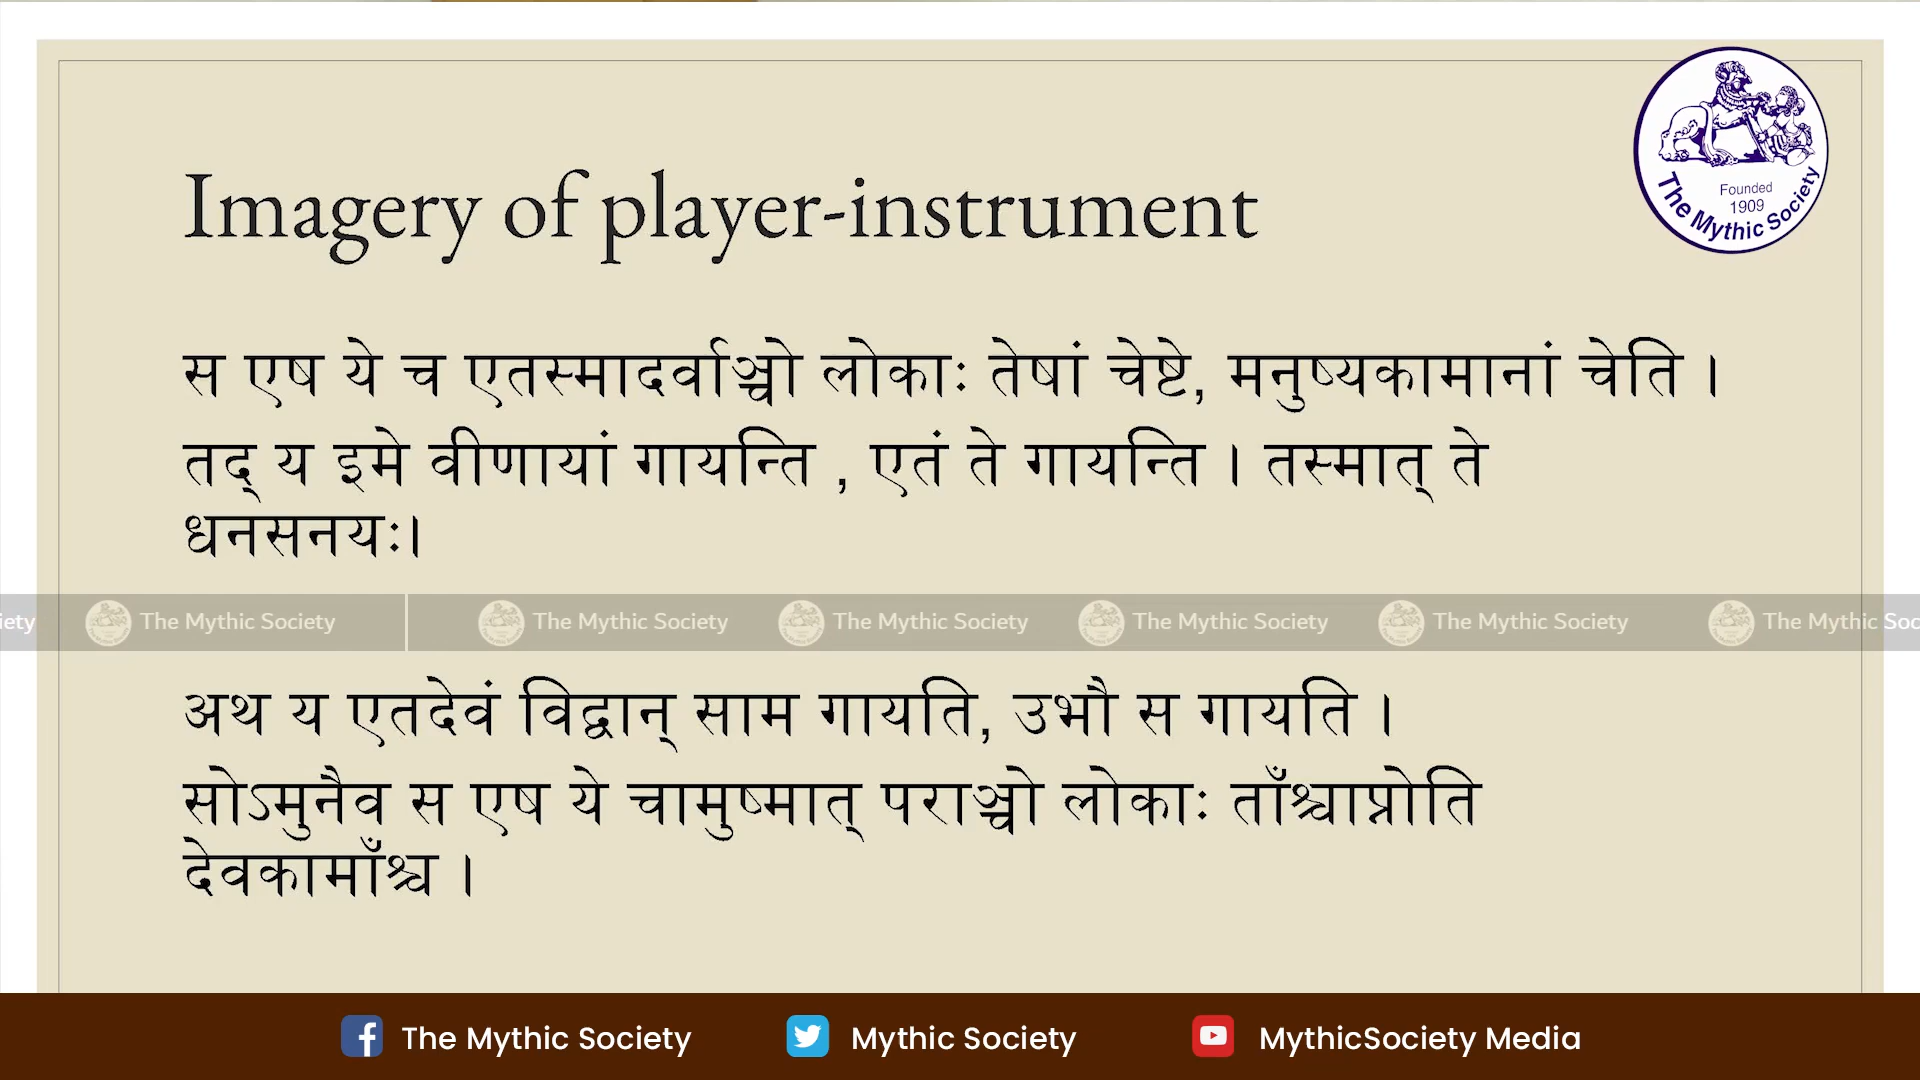 Founded
1909
The Mythic Society
Imagery of player-instrument
स एष ये च एतस्मादर्वाञ्चो लोकाः तेषां चेष्टे, मनुष्यकामानां चेति ।
तद् य इमे वीणायां गायन्ति , एतं ते गायन्ति । तस्मात् ते
धनसनयः।
iety The Mythic Society The Mythic Society The Mythic Society The Mythic Society The Mythic Society The Mythic Soc
अथ य एतदेवं विद्वान् साम गायति, उभौ स गायति ।
सोऽमुनैव स एष ये चामुष्मात् पराञ्चो लोकाः ताँश्चाप्नोति
देवकामाँश्च ।
The Mythic Society Mythic Society MythicSociety Media